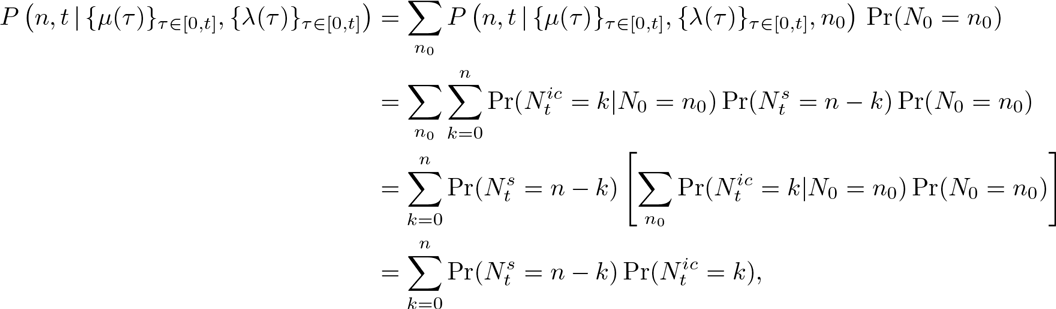 P (n, t | {μ(τ)}_{τ∈[0,t]}, {λ(τ)}_{τ∈[0,t]}) = ∑_{n_0} P (n, t | {μ(τ)}_{τ∈[0,t]}, {λ(τ)}_{τ∈[0,t]}, n_0) Pr(N_0 = n_0)
= ∑_{n_0} ∑_{k=0}^{n} Pr(N_t^{ic} = k|N_0 = n_0) Pr(N_t^s = n − k) Pr(N_0 = n_0)
= ∑_{k=0}^{n} Pr(N_t^s = n − k) [∑_{n_0} Pr(N_t^{ic} = k|N_0 = n_0) Pr(N_0 = n_0)]
= ∑_{k=0}^{n} Pr(N_t^s = n − k) Pr(N_t^{ic} = k),